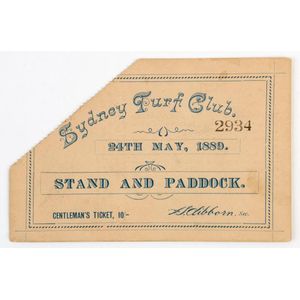 Sydney Turf Club.
2934
24TH MAY, 1889.
STAND AND PADDOCK.
GENTLEMAN'S TICKET, 10/-
Sec.